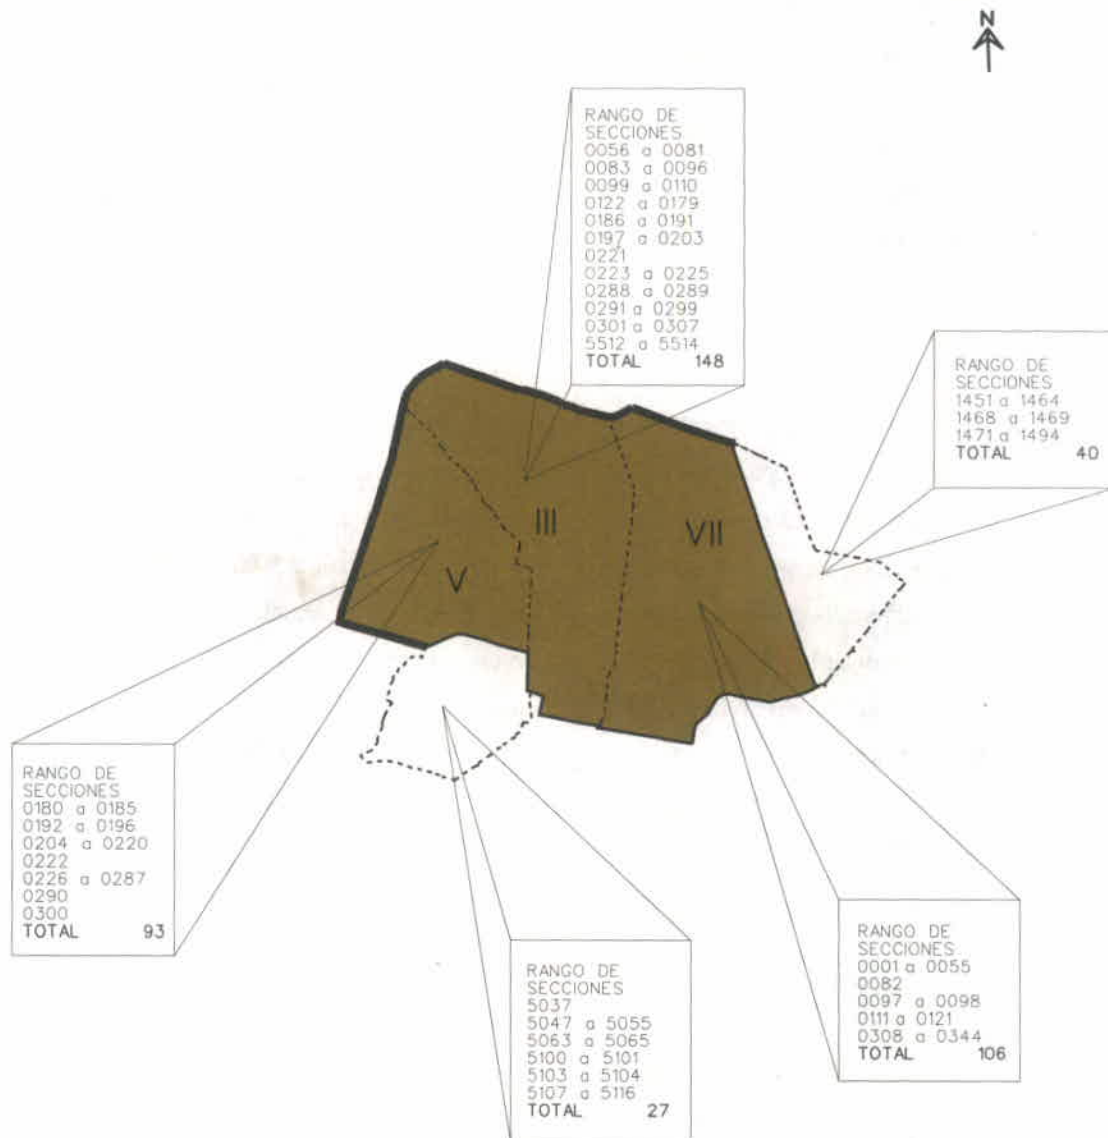 N
RANGO DE
SECCIONES
0056 a 0081
0083 a 0096
0099 a 0110
0122 a 0179
0186 a 0191
0197 a 0203
0221
0223 a 0225
0288 a 0289
0291 a 0299
0301 a 0307
5512 a 5514
TOTAL 148
RANGO DE
SECCIONES
1451 a 1464
1468 a 1469
1471 a 1494
TOTAL 40
III
VII
V
RANGO DE
SECCIONES
0180 a 0185
0192 a 0196
0204 a 0220
0222
0226 a 0287
0290
0300
TOTAL 93
RANGO DE
SECCIONES
5037
5047 a 5055
5063 a 5065
5100 a 5101
5103 a 5104
5107 a 5116
TOTAL 27
RANGO DE
SECCIONES
0001 a 0055
0082
0097 a 0098
0111 a 0121
0308 a 0344
TOTAL 106